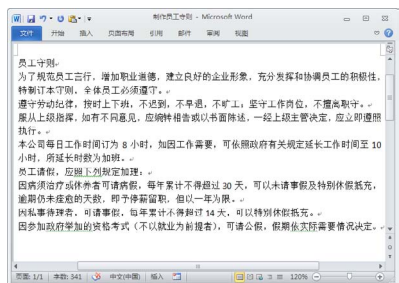 制作员工守则 - Microsoft Word
文件 开始 插入 页面布局 引用 邮件 审阅 视图
员工守则
为了规范员工言行，增加职业道德，建立良好的企业形象，充分发挥和协调员工的积极性，
特制订本守则，全体员工必须遵守。
遵守劳动纪律，按时上下班，不迟到，不早退，不旷工，坚守工作岗位，不擅离职守。
服从上级指挥，如有不同意见，应婉转相告或以书面陈述，一经上级主管决定，应立即遵照
执行。
本公司每日工作时间订为 8 小时，如因工作需要，可依照政府有关规定延长工作时间至 10
小时，所延长时数为加班。
员工请假，应照下列规定加理：
因病须治疗或休养者可请病假，每年累计不得超过 30 天，可以未请事假及特别休假抵充，
逾期仍未痊愈的天数，即予停薪留职，但以一年为限。
因私事待理者，可请事假，每年累计不得超过 14 天，可以特别休假抵充。
因参加政府举加的资格考试（不以就业为前提者），可请公假，假期依实际需要情况决定。
页面: 1/1 字数: 341 中文(中国) 插入 120%